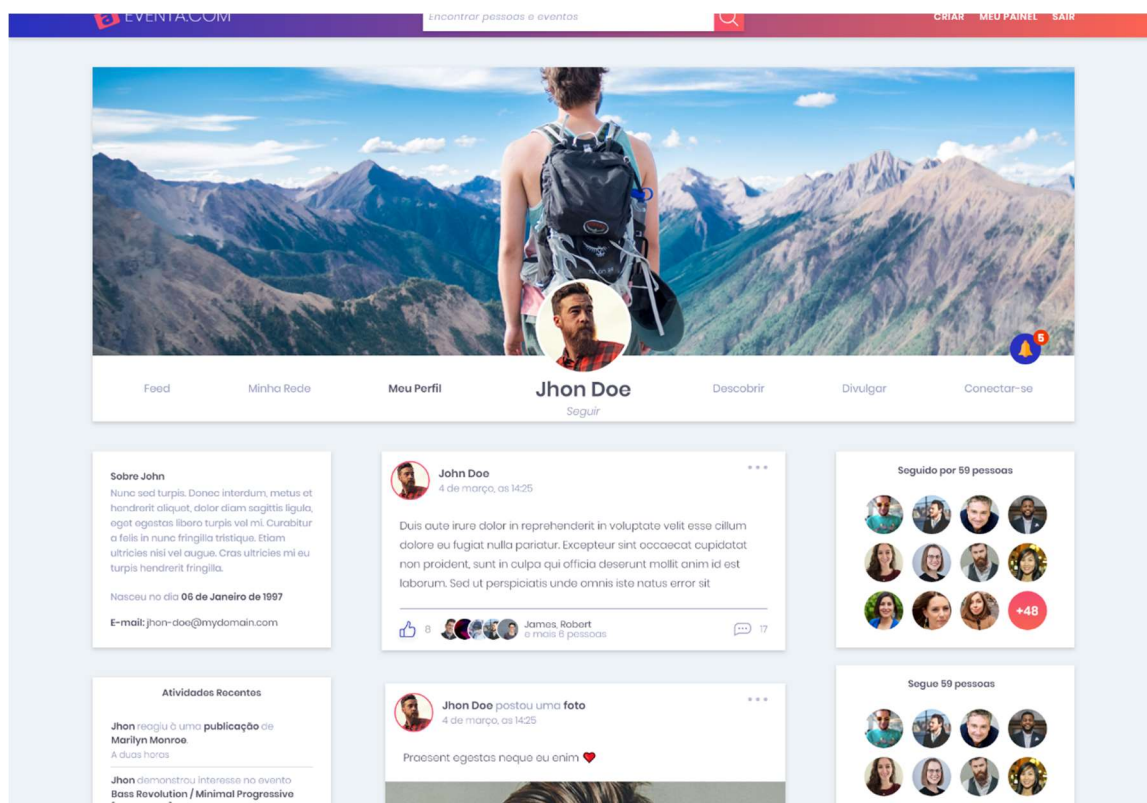 a EVENTA.COM
Encontrar pessoas e eventos
CRIAR MEU PAINEL SAIR
5
Feed Minha Rede Meu Perfil Jhon Doe Descobrir Divulgar Conectar-se
Seguir
Sobre John
Nunc sed turpis. Donec interdum, metus et
hendrerit aliquet, dolor diam sagittis ligula,
eget egestas libero turpis vel mi. Curabitur
a felis in nunc fringilla tristique. Etiam
ultricies nisi vel augue. Cras ultricies mi eu
turpis hendrerit fringilla.
Nasceu no dia 06 de Janeiro de 1997
E-mail: jhon-doe@mydomain.com
Atividades Recentes
Jhon reagiu à uma publicação de
Marilyn Monroe.
A duas horas
Jhon demonstrou interesse no evento
Bass Revolution / Minimal Progressive
John Doe
4 de março, as 14:25
Duis aute irure dolor in reprehenderit in voluptate velit esse cillum
dolore eu fugiat nulla pariatur. Excepteur sint occaecat cupidatat
non proident, sunt in culpa qui officia deserunt mollit anim id est
laborum. Sed ut perspiciatis unde omnis iste natus error sit
8 James, Robert
e mais 6 pessoas
17
Jhon Doe postou uma foto
4 de março, as 14:25
Praesent egestas neque eu enim ❤
Seguido por 59 pessoas
+48
Segue 59 pessoas